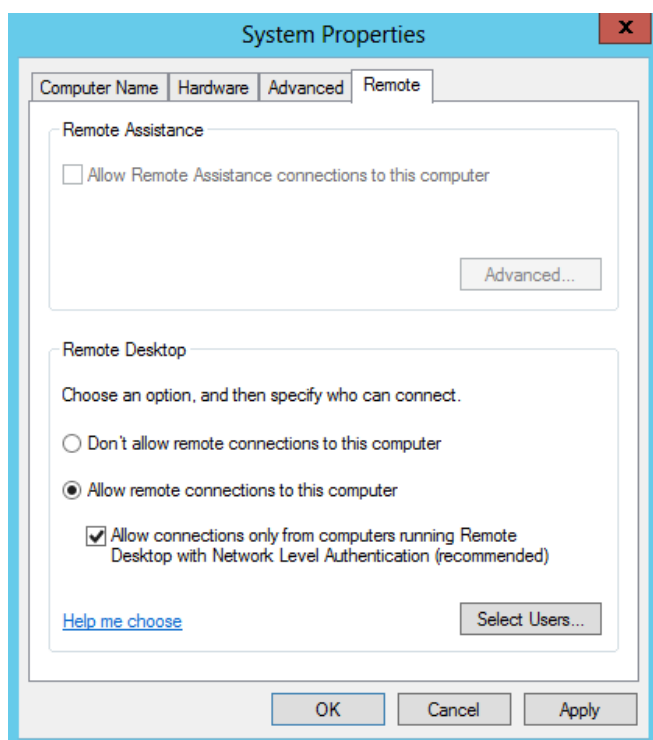 System Properties
x
Computer Name
Hardware
Advanced
Remote
Remote Assistance
Allow Remote Assistance connections to this computer
Advanced...
Remote Desktop
Choose an option, and then specify who can connect.
Don't allow remote connections to this computer
Allow remote connections to this computer
Allow connections only from computers running Remote
Desktop with Network Level Authentication (recommended)
Help me choose
Select Users...
OK
Cancel
Apply